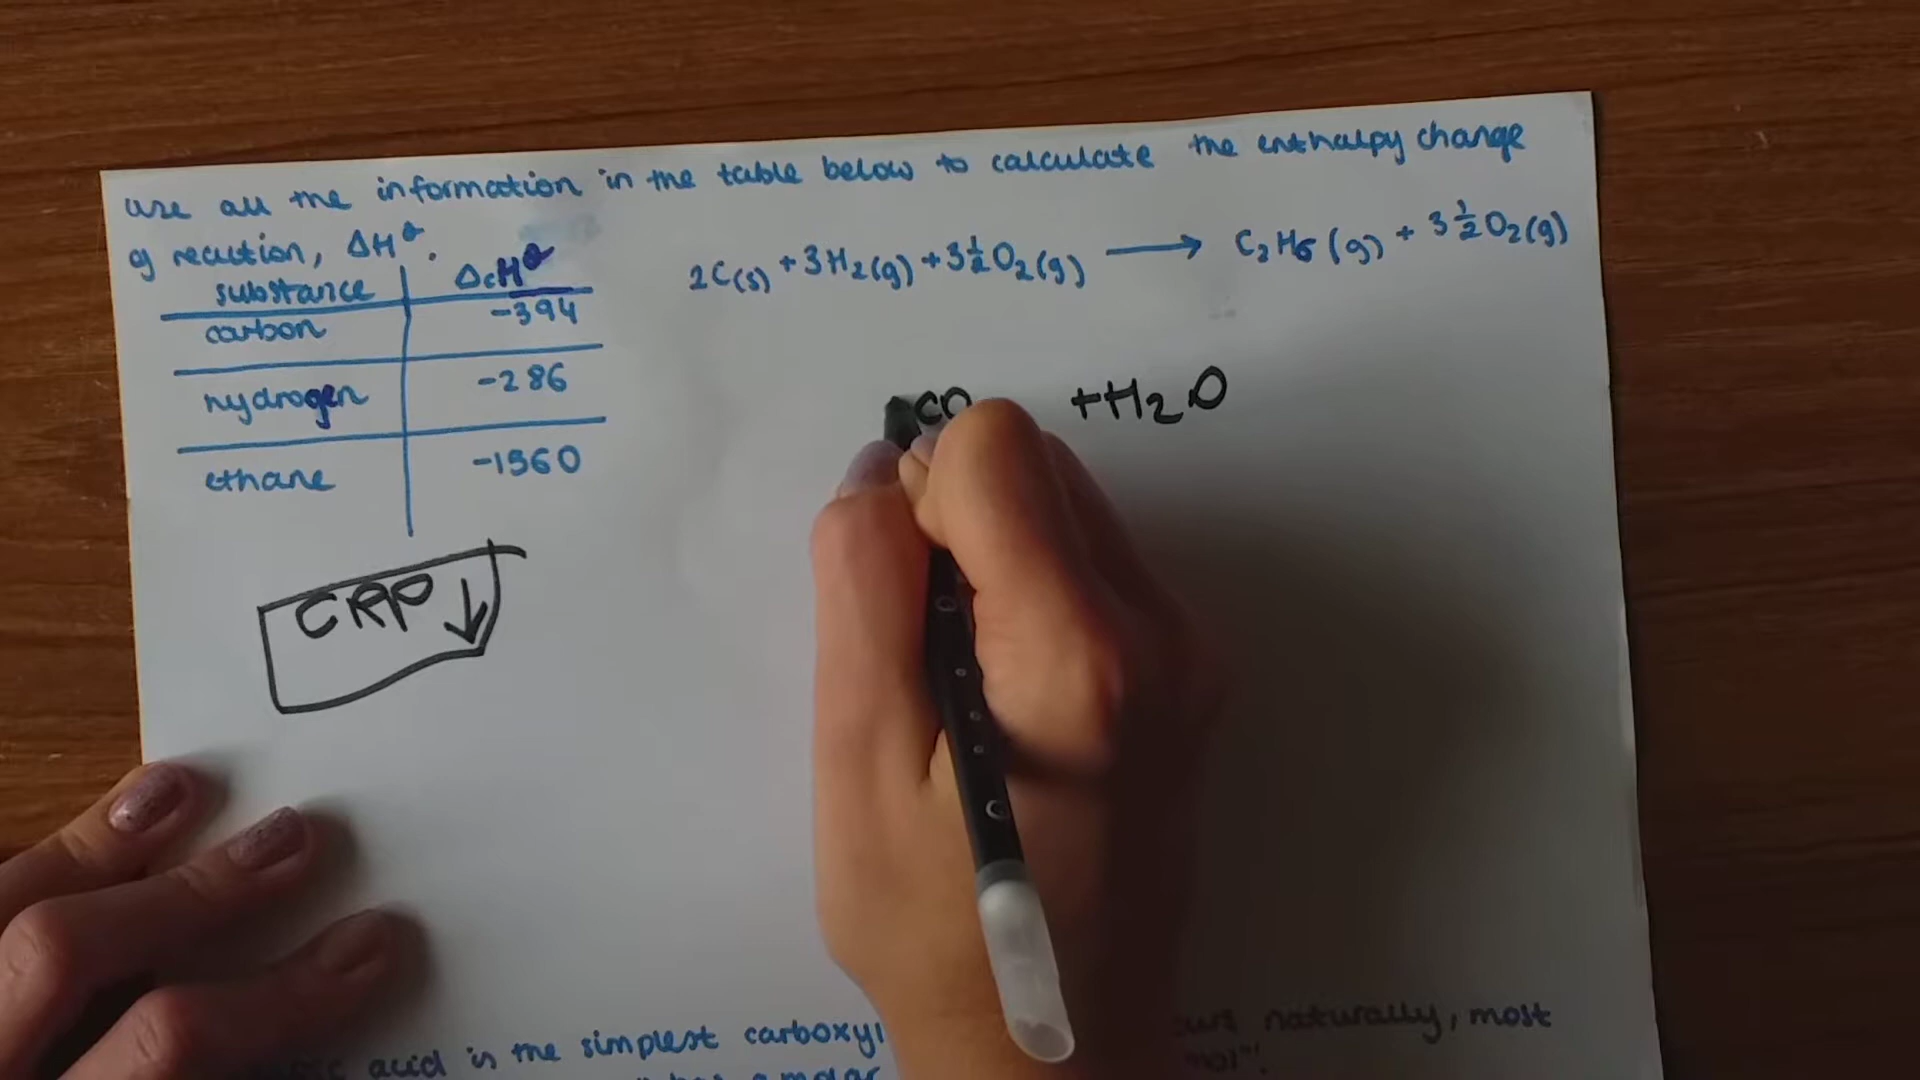 use all the information in the table below to calculate the enthalpy change
of reaction, ΔH⦵.
substance ΔcH⦵
carbon -394
hydrogen -286
ethane -1560
2C(s) + 3H₂(g) + 3½O₂(g) → C₂H₆(g) + 3½O₂(g)
CO + H₂O
CRP ↓
acid is the simplest carboxyl naturally, most